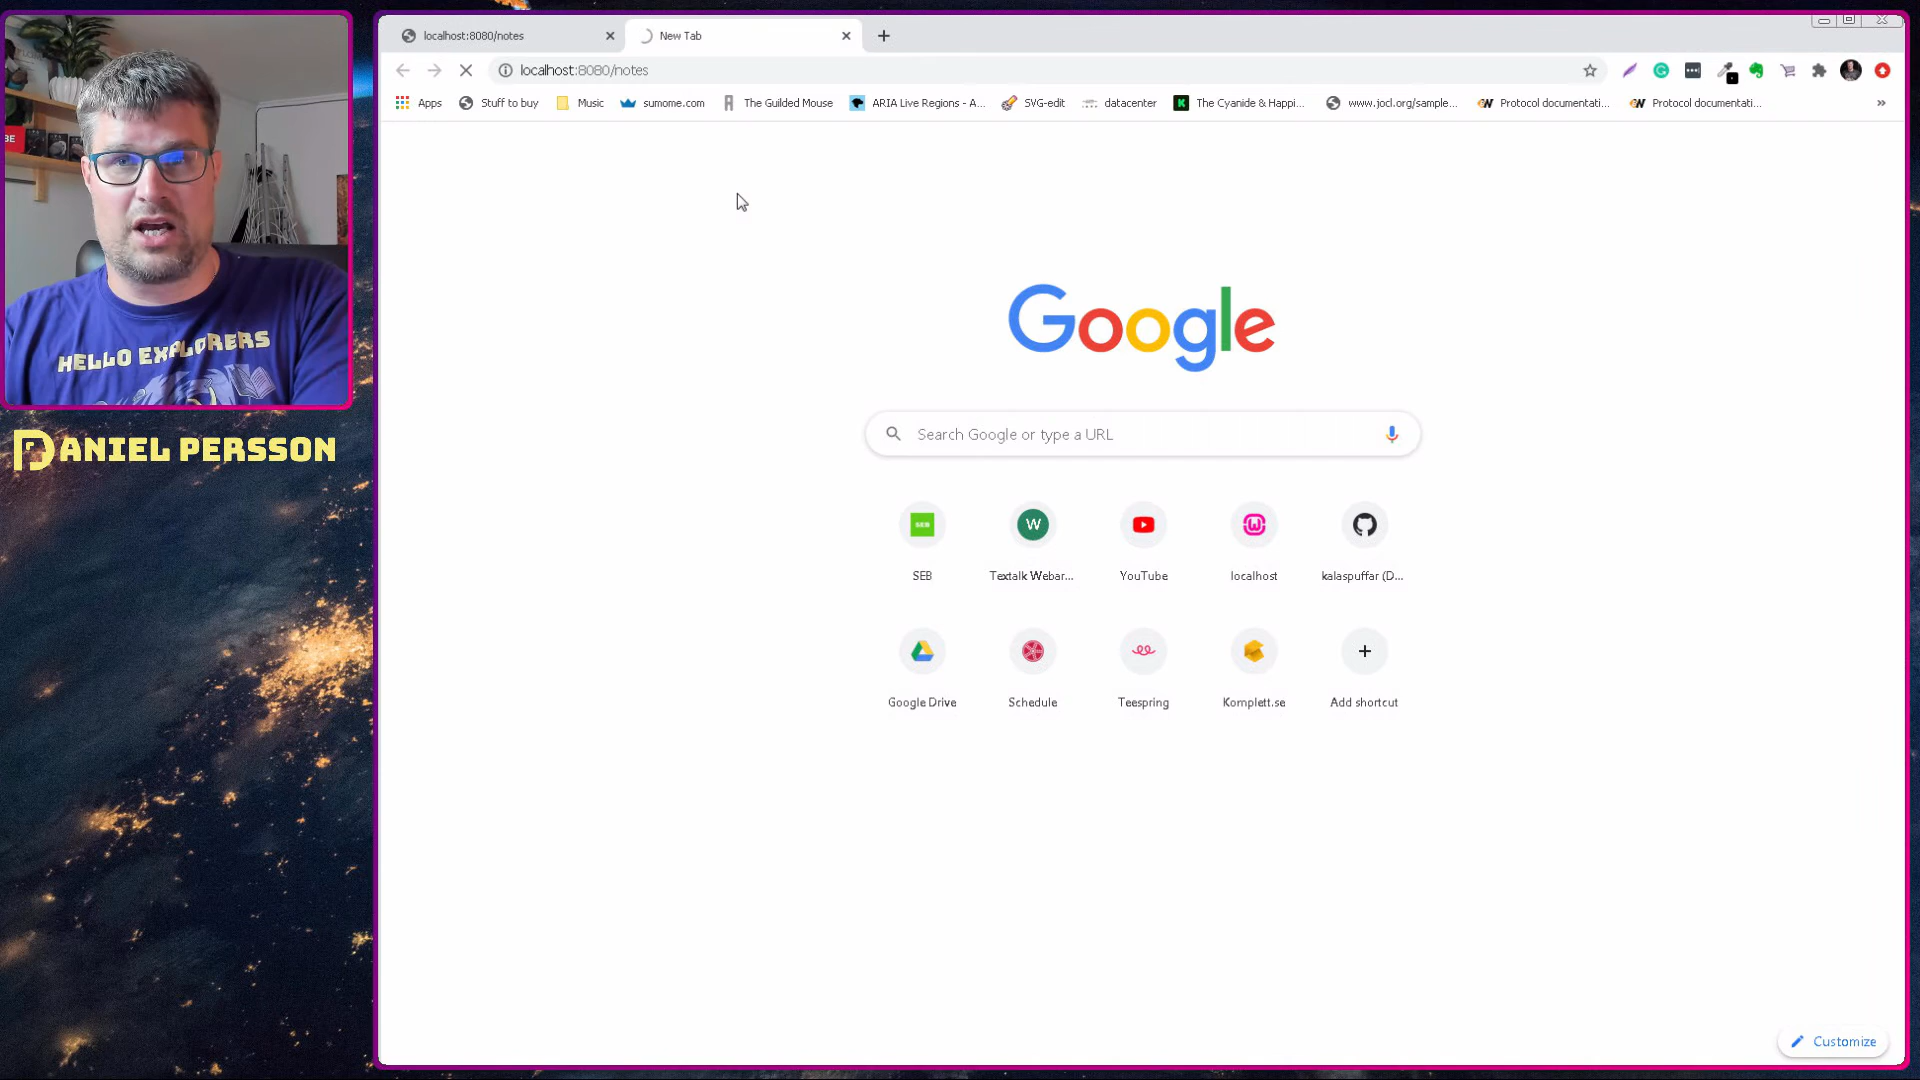 localhost:8080/notes
New Tab
localhost:8080/notes
Apps
Stuff to buy
Music
sumome.com
The Guilded Mouse
ARIA Live Regions - A...
SVG-edit
datacenter
K
The Cyanide & Happi...
www.jocl.org/sample...
Protocol documentati...
Protocol documentati...
»
BE
HELLO EXPLORERS
DANIEL PERSSON
Google
Search Google or type a URL
SEB
W
SEB
Textalk Webar...
YouTube
localhost
kalaspuffar (D...
Google Drive
Schedule
Teespring
Komplett.se
Add shortcut
Customize